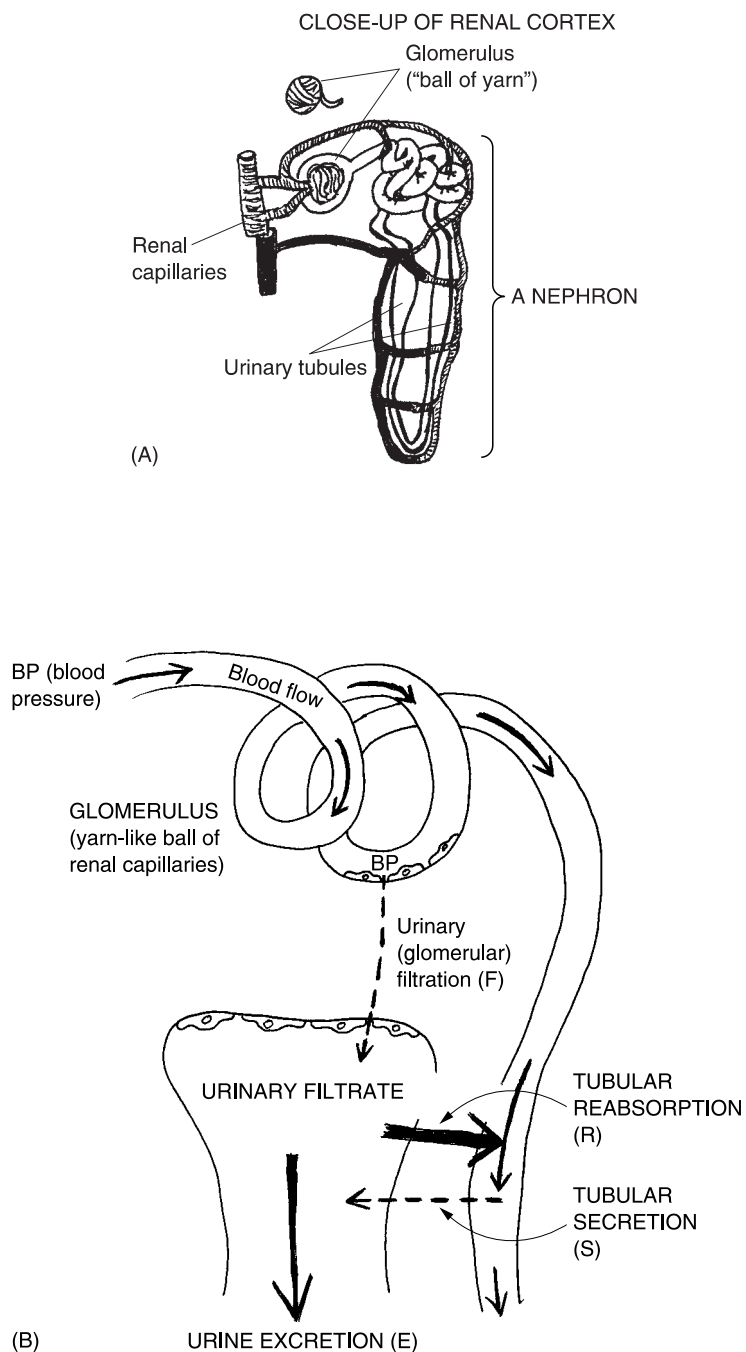 CLOSE-UP OF RENAL CORTEX
Glomerulus
(“ball of yarn”)
Renal
capillaries
A NEPHRON
Urinary tubules
(A)
BP (blood
pressure)
Blood flow
GLOMERULUS
(yarn-like ball of
renal capillaries)
BP
Urinary
(glomerular)
filtration (F)
URINARY FILTRATE
TUBULAR
REABSORPTION
(R)
TUBULAR
SECRETION
(S)
(B)
URINE EXCRETION (E)